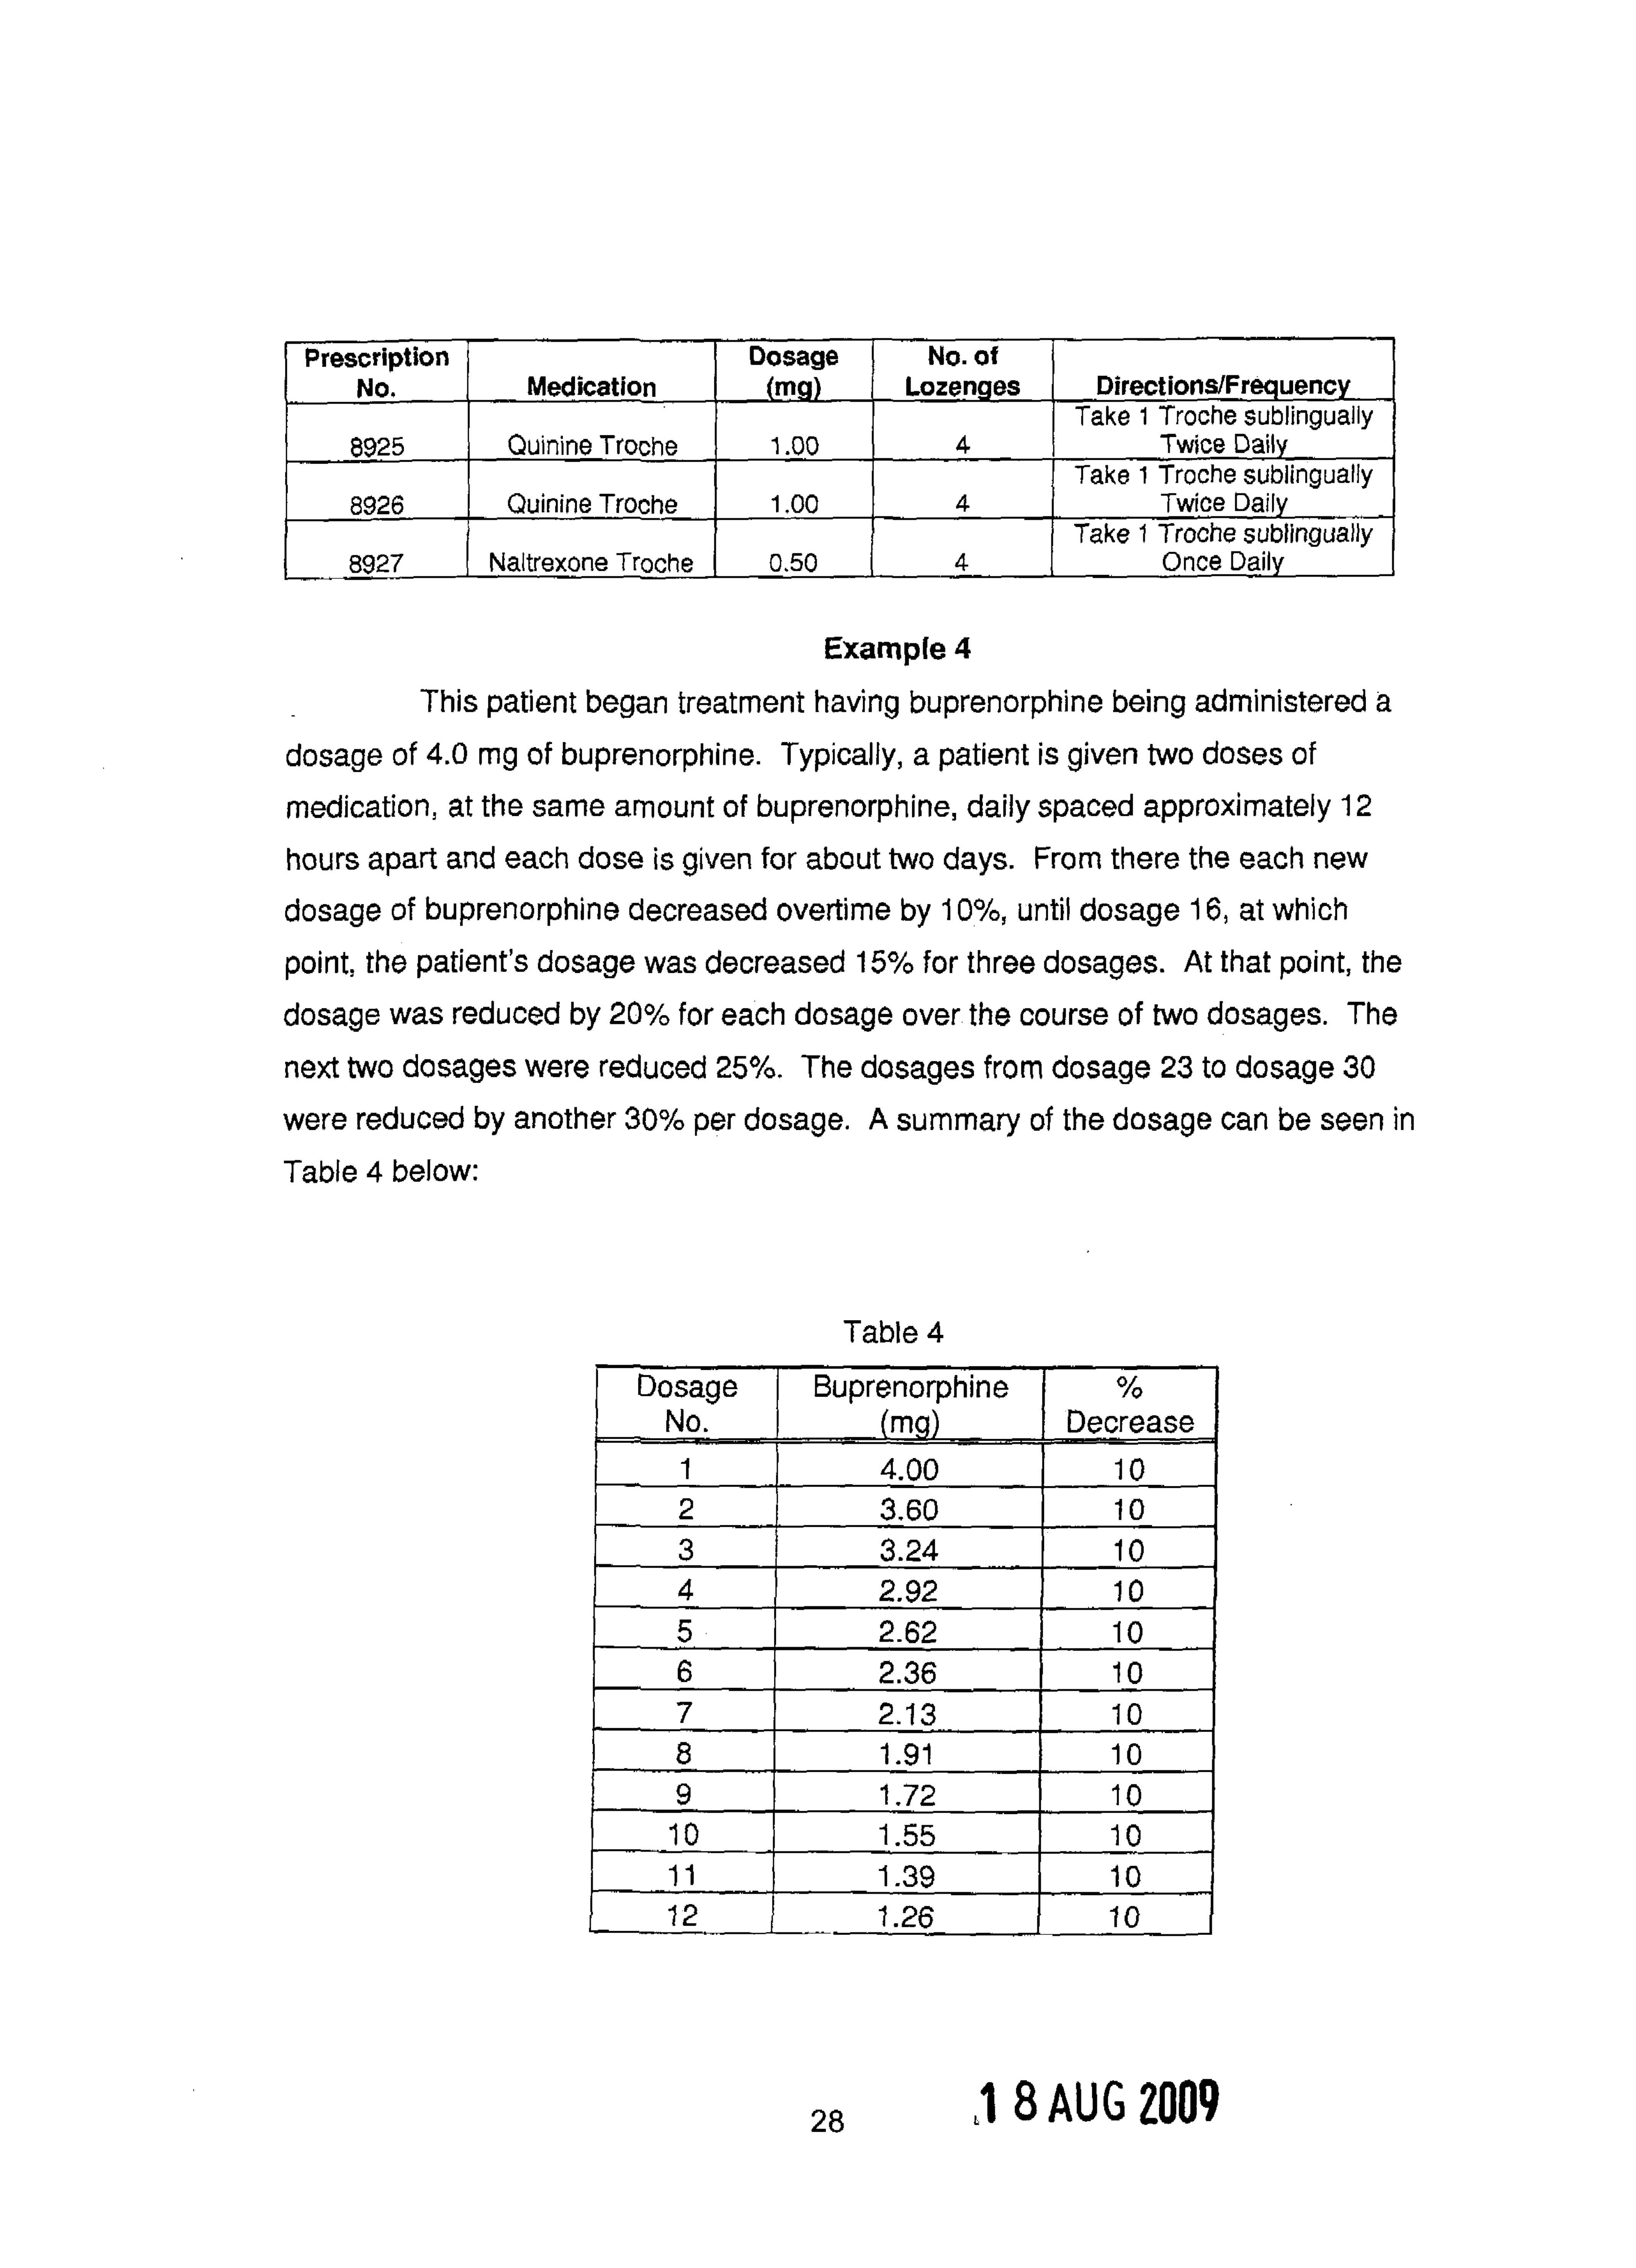 Prescription No. Medication Dosage (mg) No. of Lozenges Directions/Frequency
8925 Quinine Troche 1.00 4 Take 1 Troche sublingually Twice Daily
8926 Quinine Troche 1.00 4 Take 1 Troche sublingually Twice Daily
8927 Naltrexone Troche 0.50 4 Take 1 Troche sublingually Once Daily
Example 4
This patient began treatment having buprenorphine being administered a
dosage of 4.0 mg of buprenorphine. Typically, a patient is given two doses of
medication, at the same amount of buprenorphine, daily spaced approximately 12
hours apart and each dose is given for about two days. From there the each new
dosage of buprenorphine decreased overtime by 10%, until dosage 16, at which
point, the patient's dosage was decreased 15% for three dosages. At that point, the
dosage was reduced by 20% for each dosage over the course of two dosages. The
next two dosages were reduced 25%. The dosages from dosage 23 to dosage 30
were reduced by another 30% per dosage. A summary of the dosage can be seen in
Table 4 below:
Table 4
Dosage No. Buprenorphine (mg) % Decrease
1 4.00 10
2 3.60 10
3 3.24 10
4 2.92 10
5 2.62 10
6 2.36 10
7 2.13 10
8 1.91 10
9 1.72 10
10 1.55 10
11 1.39 10
12 1.26 10
28
18 AUG 2009